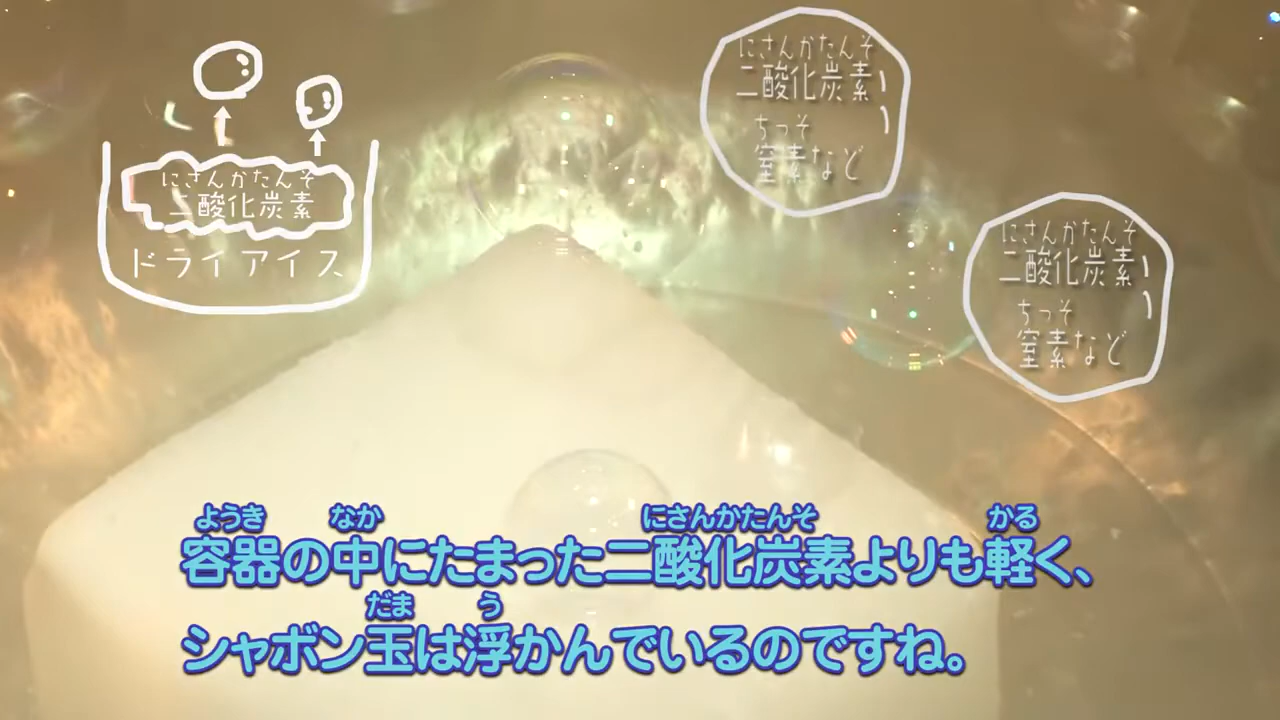 にさんかたんそ
二酸化炭素
ドライアイス
にさんかたんそ
二酸化炭素、
ちっそ
窒素など
にさんかたんそ
二酸化炭素、
ちっそ
窒素など
ようき なか にさんかたんそ かる
容器の中にたまった二酸化炭素よりも軽く、
だま う
シャボン玉は浮かんでいるのですね。